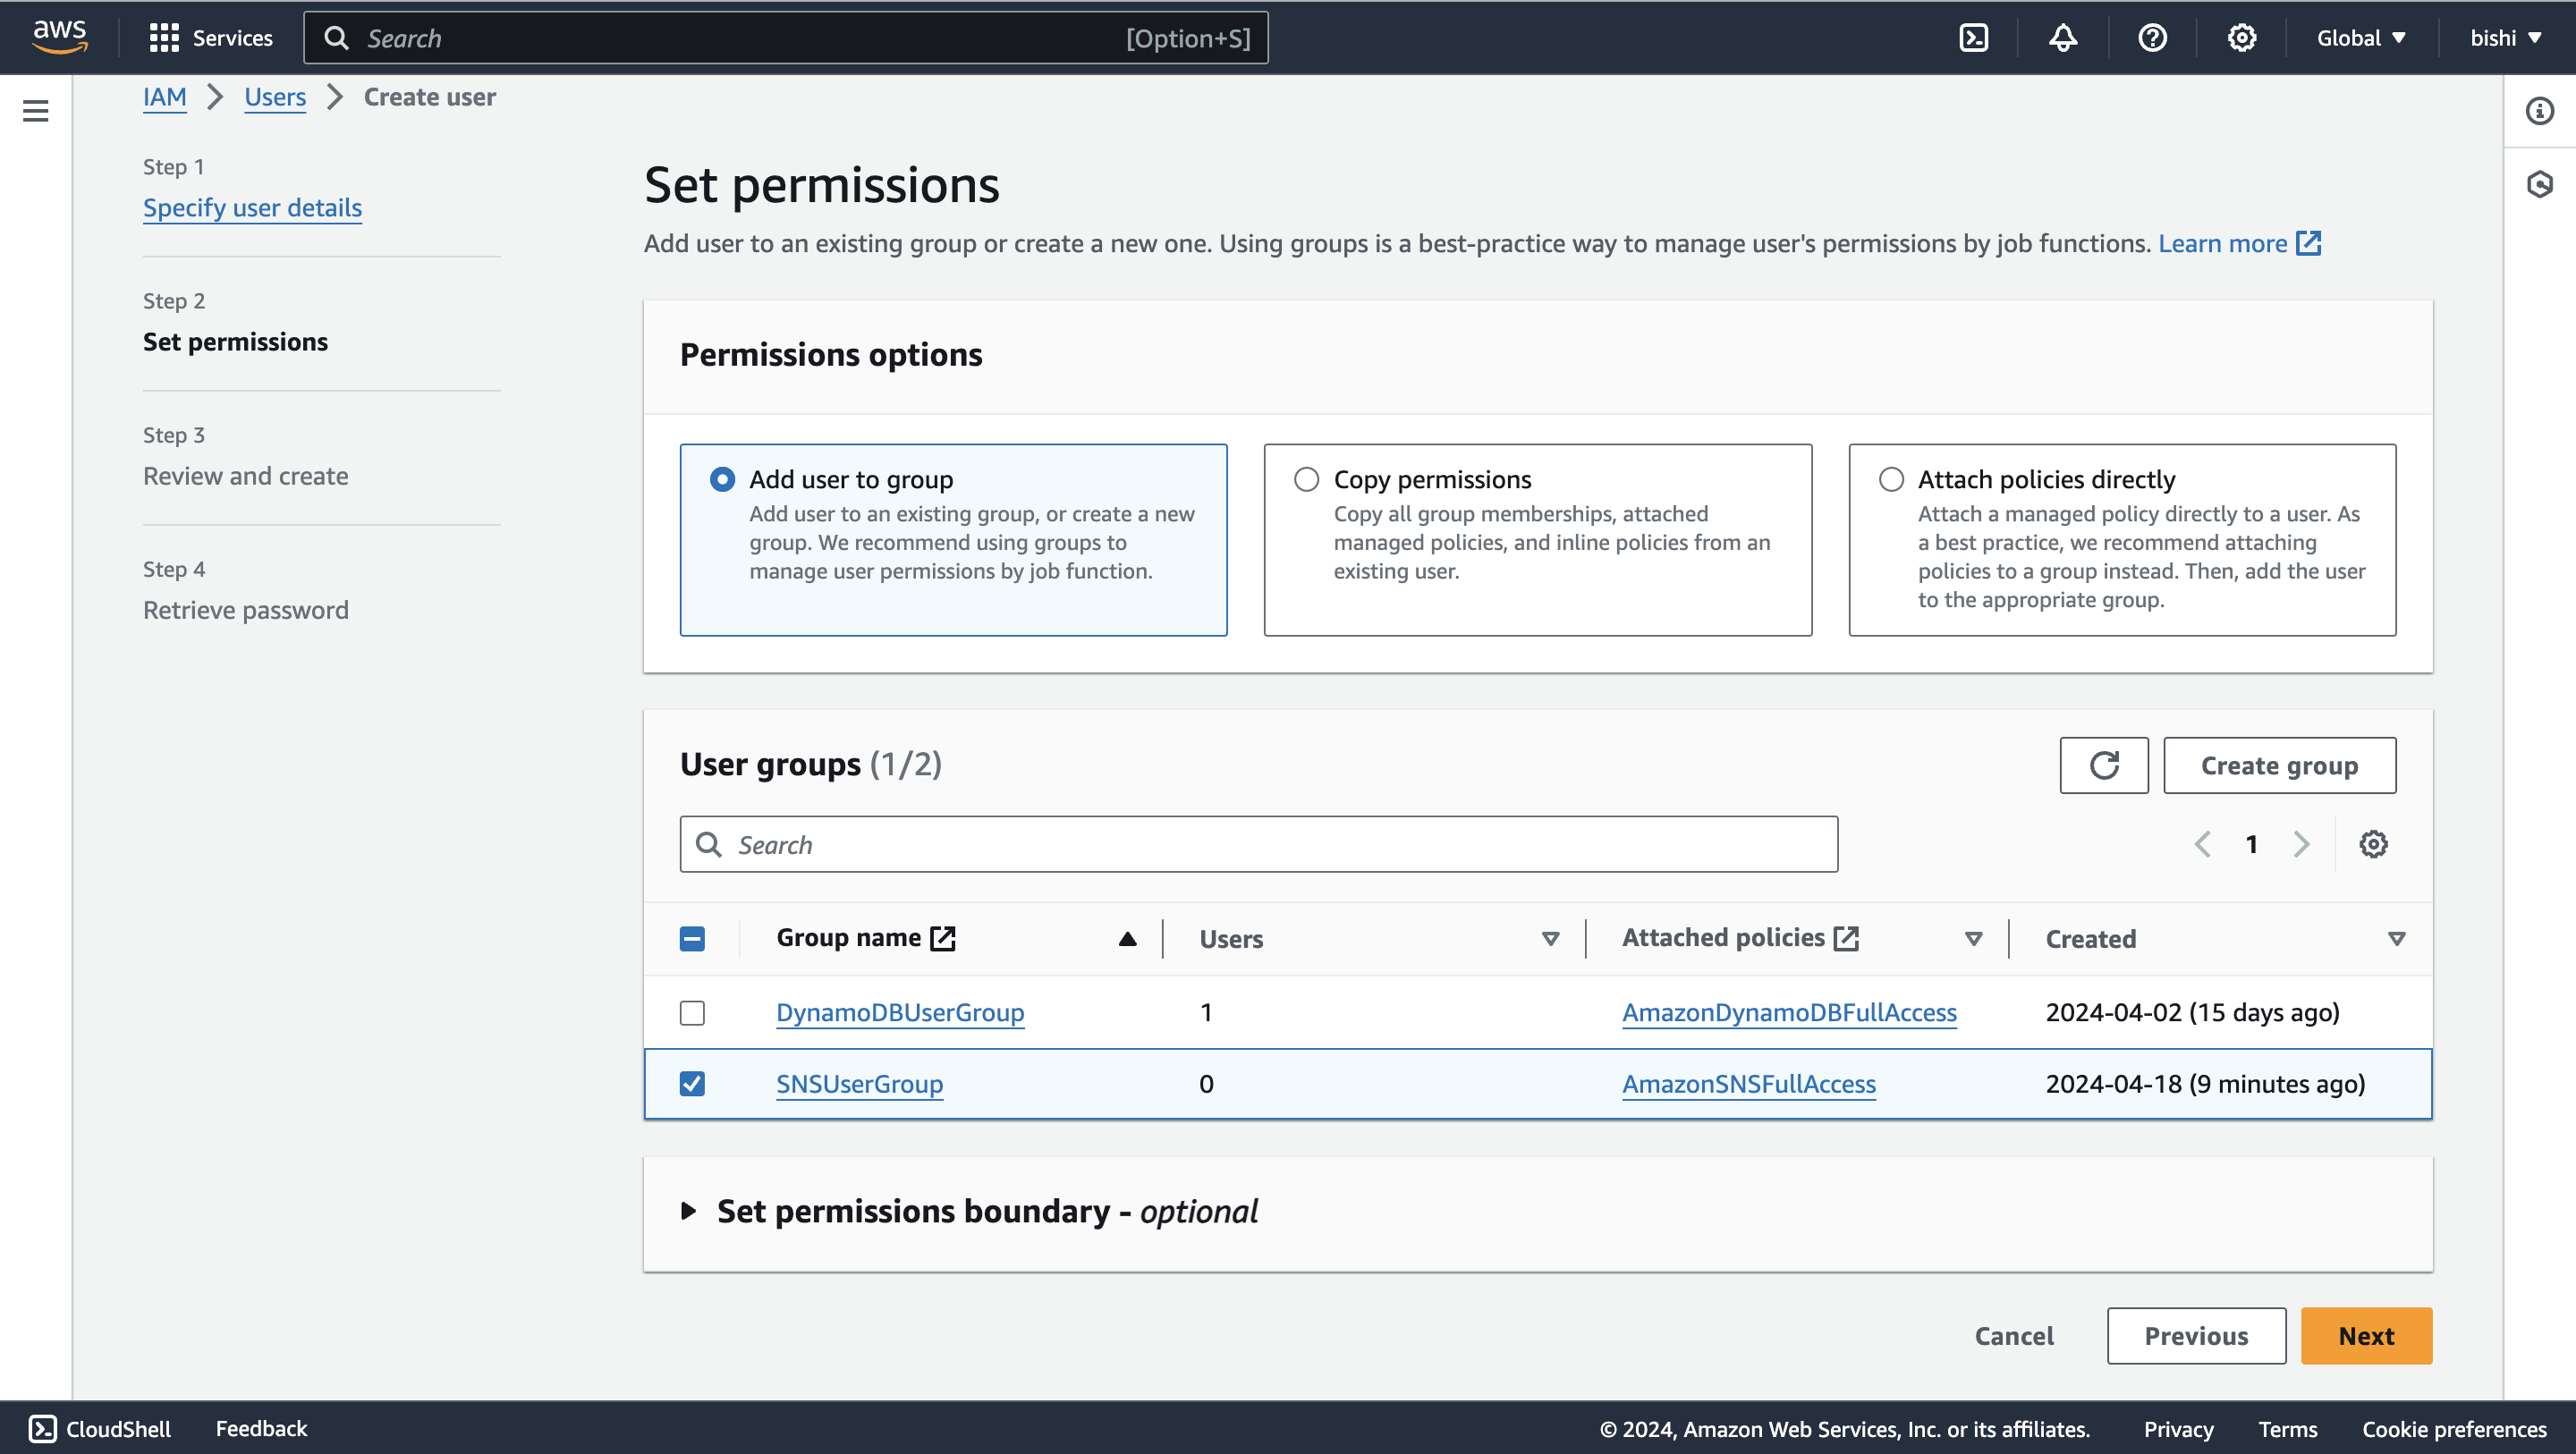 aws
Services
Search
[Option+S]
Global
bishi
IAM
Users
Create user
Step 1
Specify user details
Step 2
Set permissions
Step 3
Review and create
Step 4
Retrieve password
Set permissions
Add user to an existing group or create a new one. Using groups is a best-practice way to manage user's permissions by job functions. Learn more
Permissions options
Add user to group
Add user to an existing group, or create a new
group. We recommend using groups to
manage user permissions by job function.
Copy permissions
Copy all group memberships, attached
managed policies, and inline policies from an
existing user.
Attach policies directly
Attach a managed policy directly to a user. As
a best practice, we recommend attaching
policies to a group instead. Then, add the user
to the appropriate group.
User groups (1/2)
Create group
Search
1
Group name
Users
Attached policies
Created
DynamoDBUserGroup
1
AmazonDynamoDBFullAccess
2024-04-02 (15 days ago)
SNSUserGroup
0
AmazonSNSFullAccess
2024-04-18 (9 minutes ago)
Set permissions boundary - optional
Cancel
Previous
Next
CloudShell
Feedback
© 2024, Amazon Web Services, Inc. or its affiliates.
Privacy
Terms
Cookie preferences